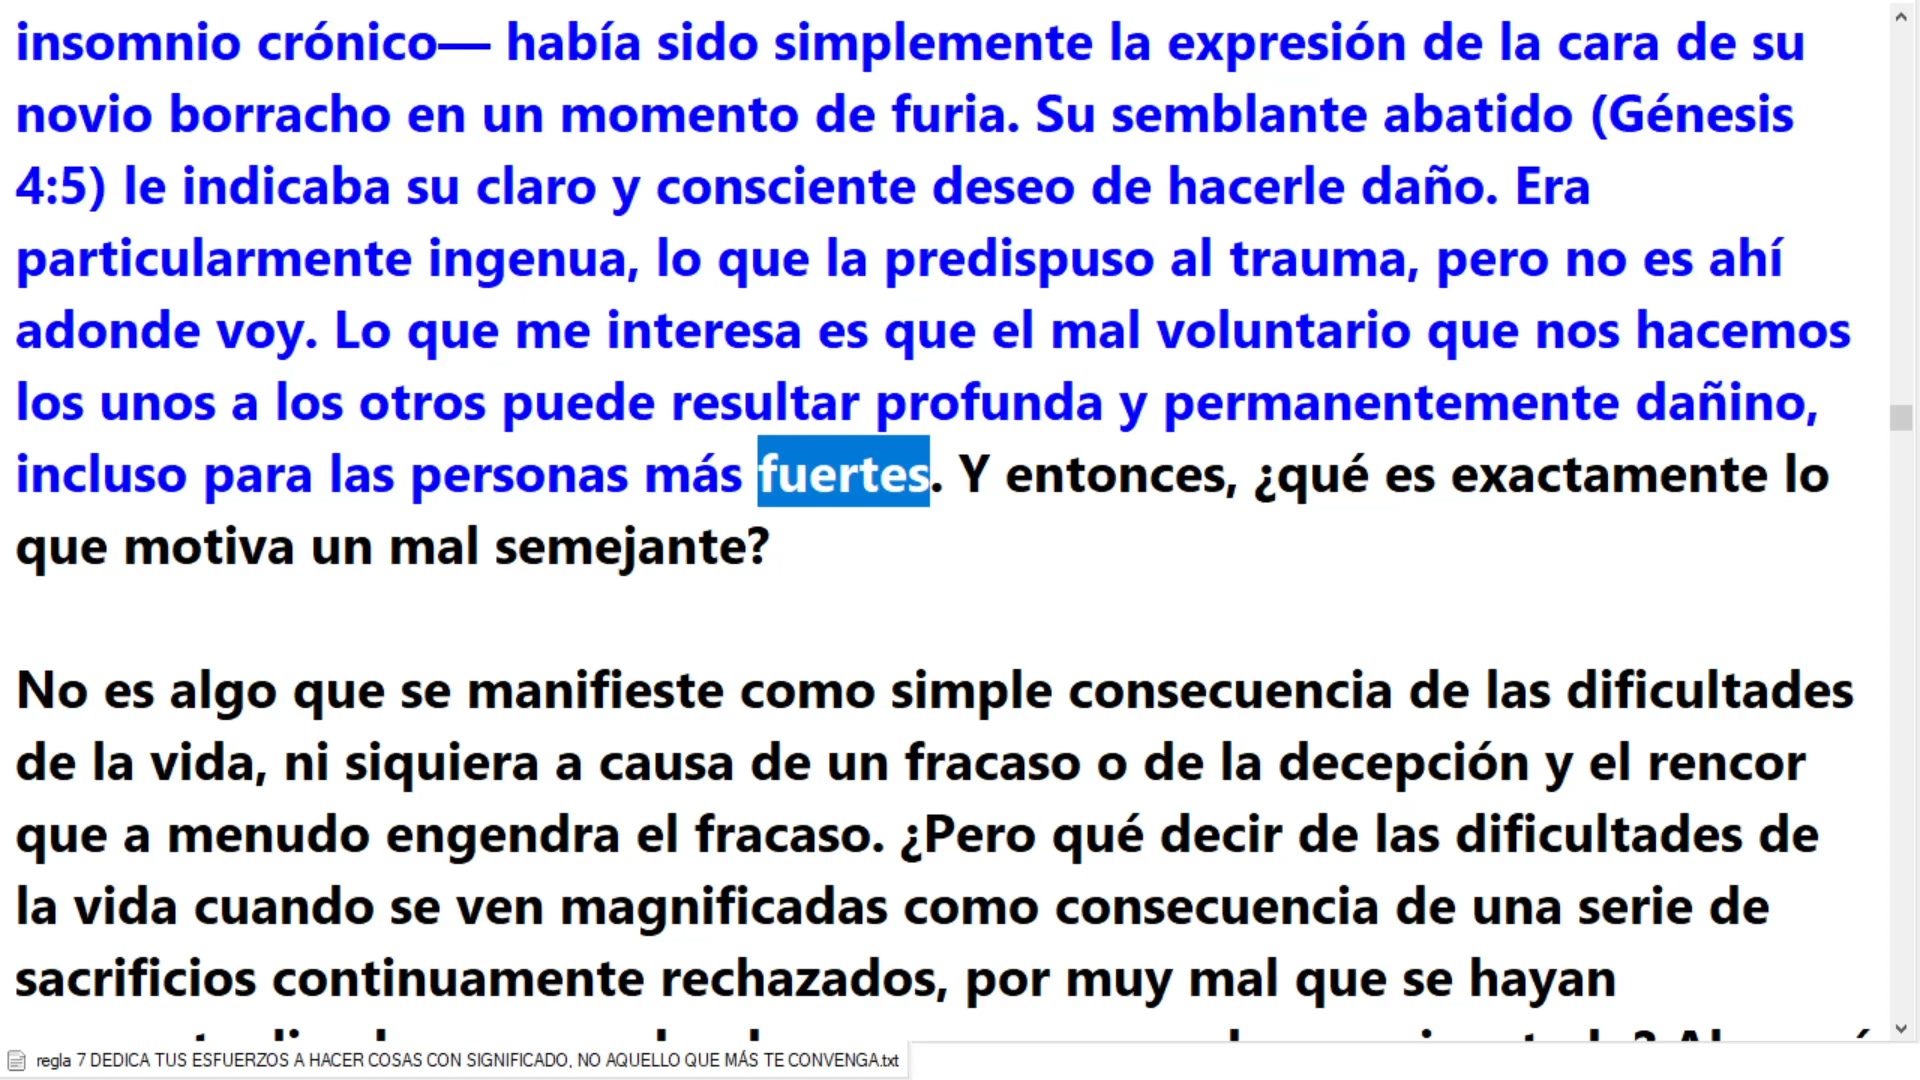 insomnio crónico— había sido simplemente la expresión de la cara de su
novio borracho en un momento de furia. Su semblante abatido (Génesis
4:5) le indicaba su claro y consciente deseo de hacerle daño. Era
particularmente ingenua, lo que la predispuso al trauma, pero no es ahí
adonde voy. Lo que me interesa es que el mal voluntario que nos hacemos
los unos a los otros puede resultar profunda y permanentemente dañino,
incluso para las personas más fuertes. Y entonces, ¿qué es exactamente lo
que motiva un mal semejante?
No es algo que se manifieste como simple consecuencia de las dificultades
de la vida, ni siquiera a causa de un fracaso o de la decepción y el rencor
que a menudo engendra el fracaso. ¿Pero qué decir de las dificultades de
la vida cuando se ven magnificadas como consecuencia de una serie de
sacrificios continuamente rechazados, por muy mal que se hayan
regla 7 DEDICA TUS ESFUERZOS A HACER COSAS CON SIGNIFICADO, NO AQUELLO QUE MÁS TE CONVENGA.txt